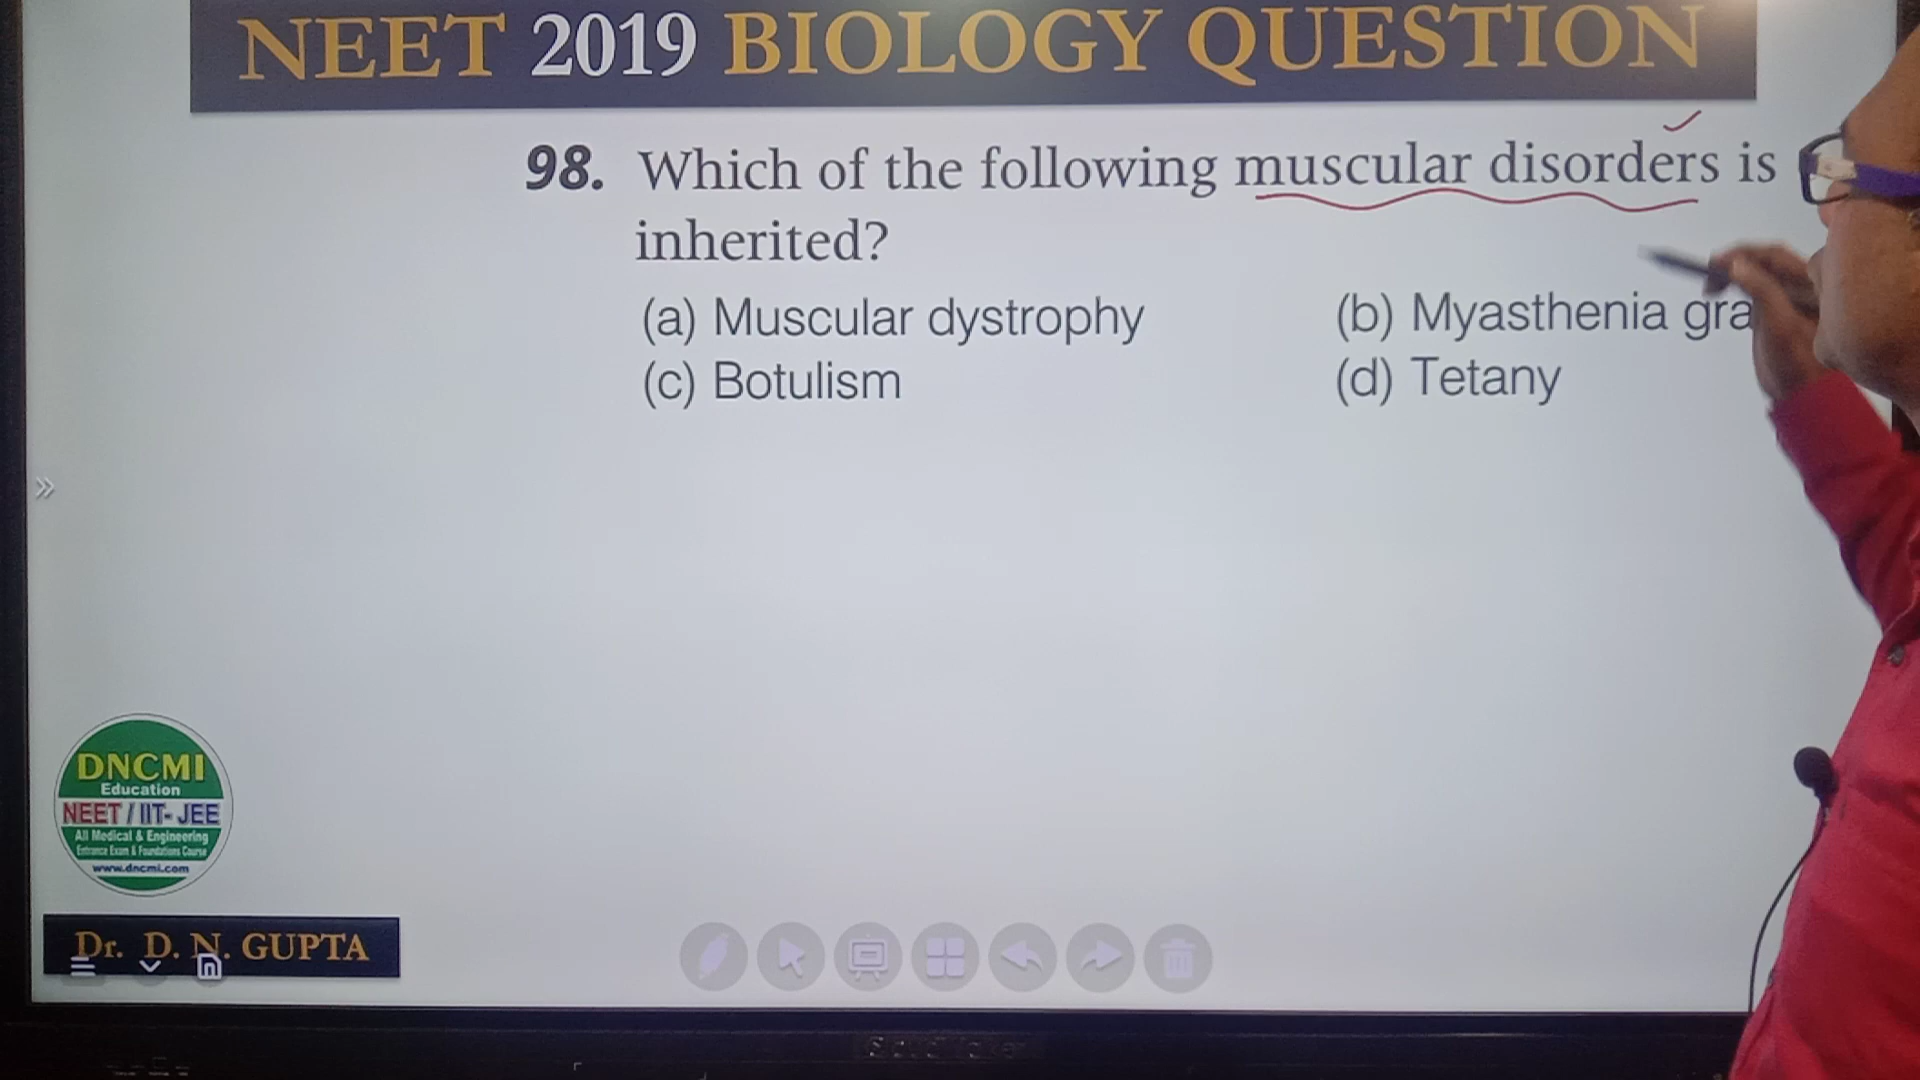 NEET 2019 BIOLOGY QUESTION
98. Which of the following muscular disorders is
inherited?
(a) Muscular dystrophy
(b) Myasthenia gra
(c) Botulism
(d) Tetany
DNCMI
Education
NEET / IIT-JEE
All Medical & Engineering
Entrance Exam & Foundations Course
www.dncmi.com
Dr. D. N. GUPTA